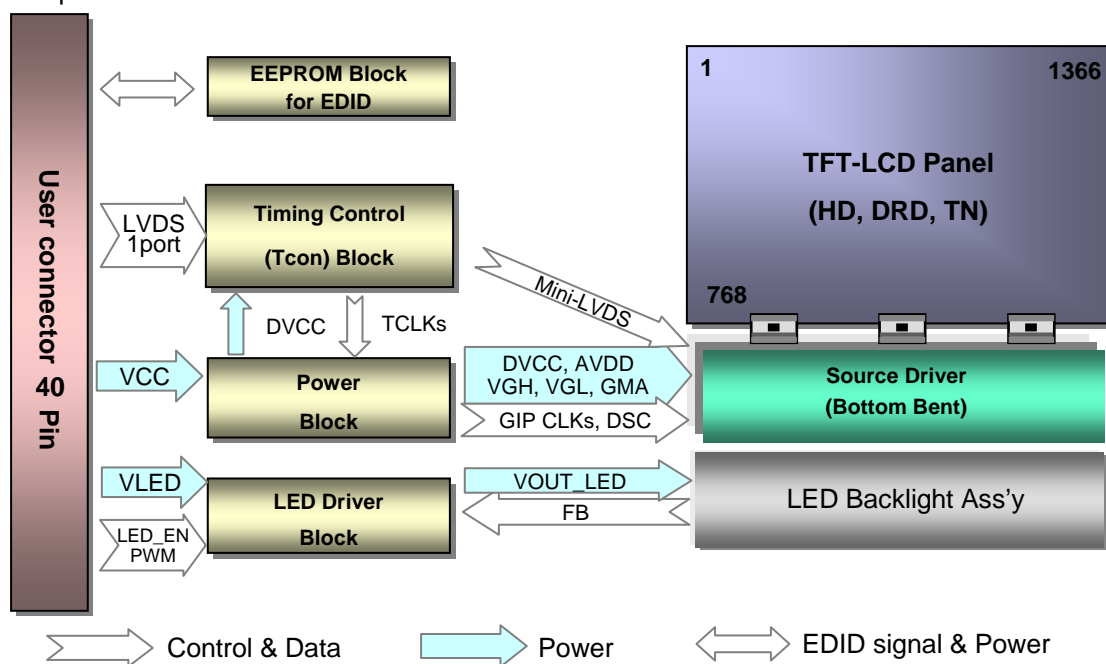 User connector 40 Pin
EEPROM Block
for EDID
LVDS
1port
Timing Control
(Tcon) Block
DVCC
TCLKs
VCC
Power
Block
VLED
LED_EN
PWM
LED Driver
Block
Mini-LVDS
DVCC, AVDD
VGH, VGL, GMA
GIP CLKs, DSC
VOUT_LED
FB
1
1366
TFT-LCD Panel
(HD, DRD, TN)
768
Source Driver
(Bottom Bent)
LED Backlight Ass'y
Control & Data
Power
EDID signal & Power